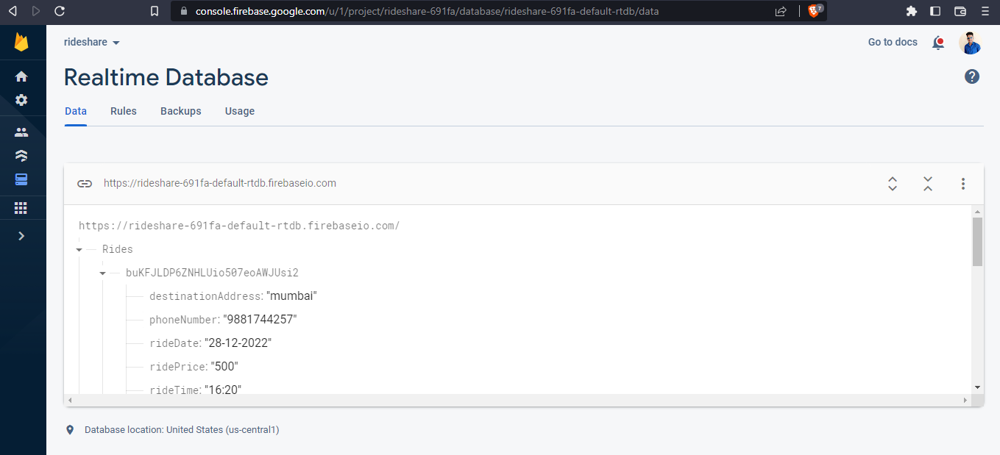 console.firebase.google.com/u/1/project/rideshare-691fa/database/rideshare-691fa-default-rtdb/data
7
rideshare
Go to docs
Realtime Database
?
Data Rules Backups Usage
https://rideshare-691fa-default-rtdb.firebaseio.com
https://rideshare-691fa-default-rtdb.firebaseio.com/
Rides
buKFJLDP6ZNHLUio507eoAWJUsi2
destinationAddress: "mumbai"
phoneNumber: "9881744257"
rideDate: "28-12-2022"
ridePrice: "500"
rideTime: "16:20"
Database location: United States (us-central1)